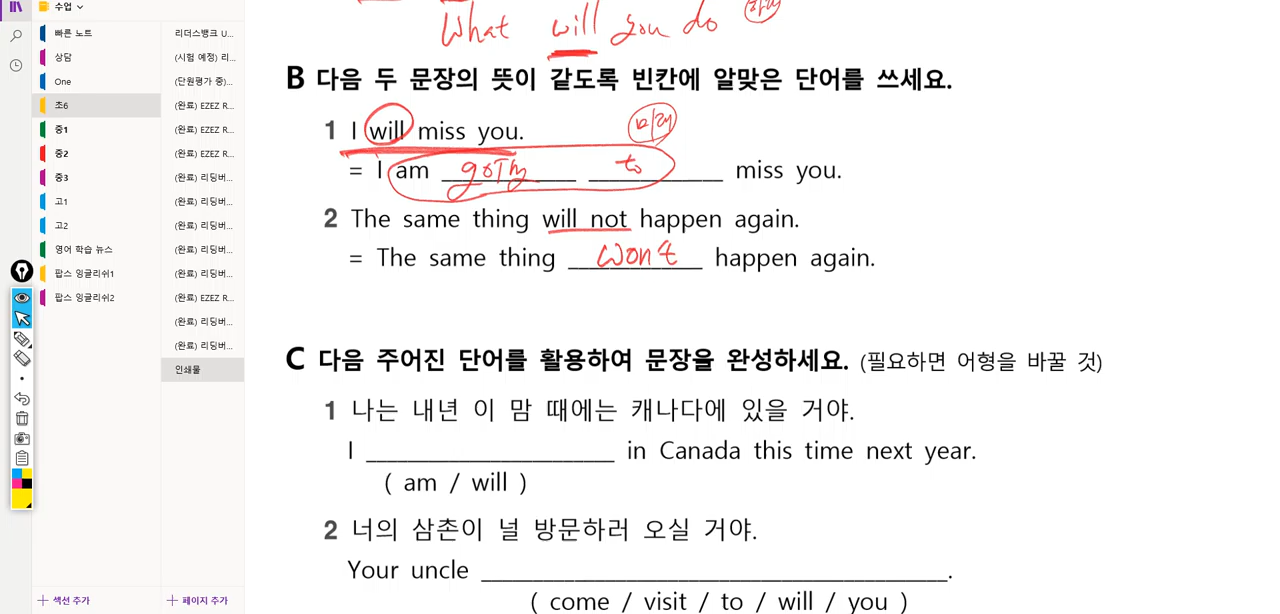 수업
빠른 노트
상담
One
초6
중1
중2
중3
고1
고2
영어 학습 뉴스
팝스 잉글리쉬1
팝스 잉글리쉬2
색션 추가
리더스뱅크 U...
(시험 예정) 리...
(단원평가 중)...
(완료) EZEZ R...
(완료) EZEZ R...
(완료) EZEZ R...
(완료) 리딩버...
(완료) 리딩버...
(완료) 리딩버...
(완료) 리딩버...
(완료) 리딩버...
(완료) EZEZ R...
(완료) 리딩버...
(완료) 리딩버...
인쇄물
페이지 추가
What will you do
B 다음 두 문장의 뜻이 같도록 빈칸에 알맞은 단어를 쓰세요.
1 I will miss you. 미래
= I am going to miss you.
2 The same thing will not happen again.
= The same thing won't happen again.
C 다음 주어진 단어를 활용하여 문장을 완성하세요. (필요하면 어형을 바꿀 것)
1 나는 내년 이 맘 때에는 캐나다에 있을 거야.
I ____________________ in Canada this time next year.
( am / will )
2 너의 삼촌이 널 방문하러 오실 거야.
Your uncle ____________________________________.
( come / visit / to / will / you )